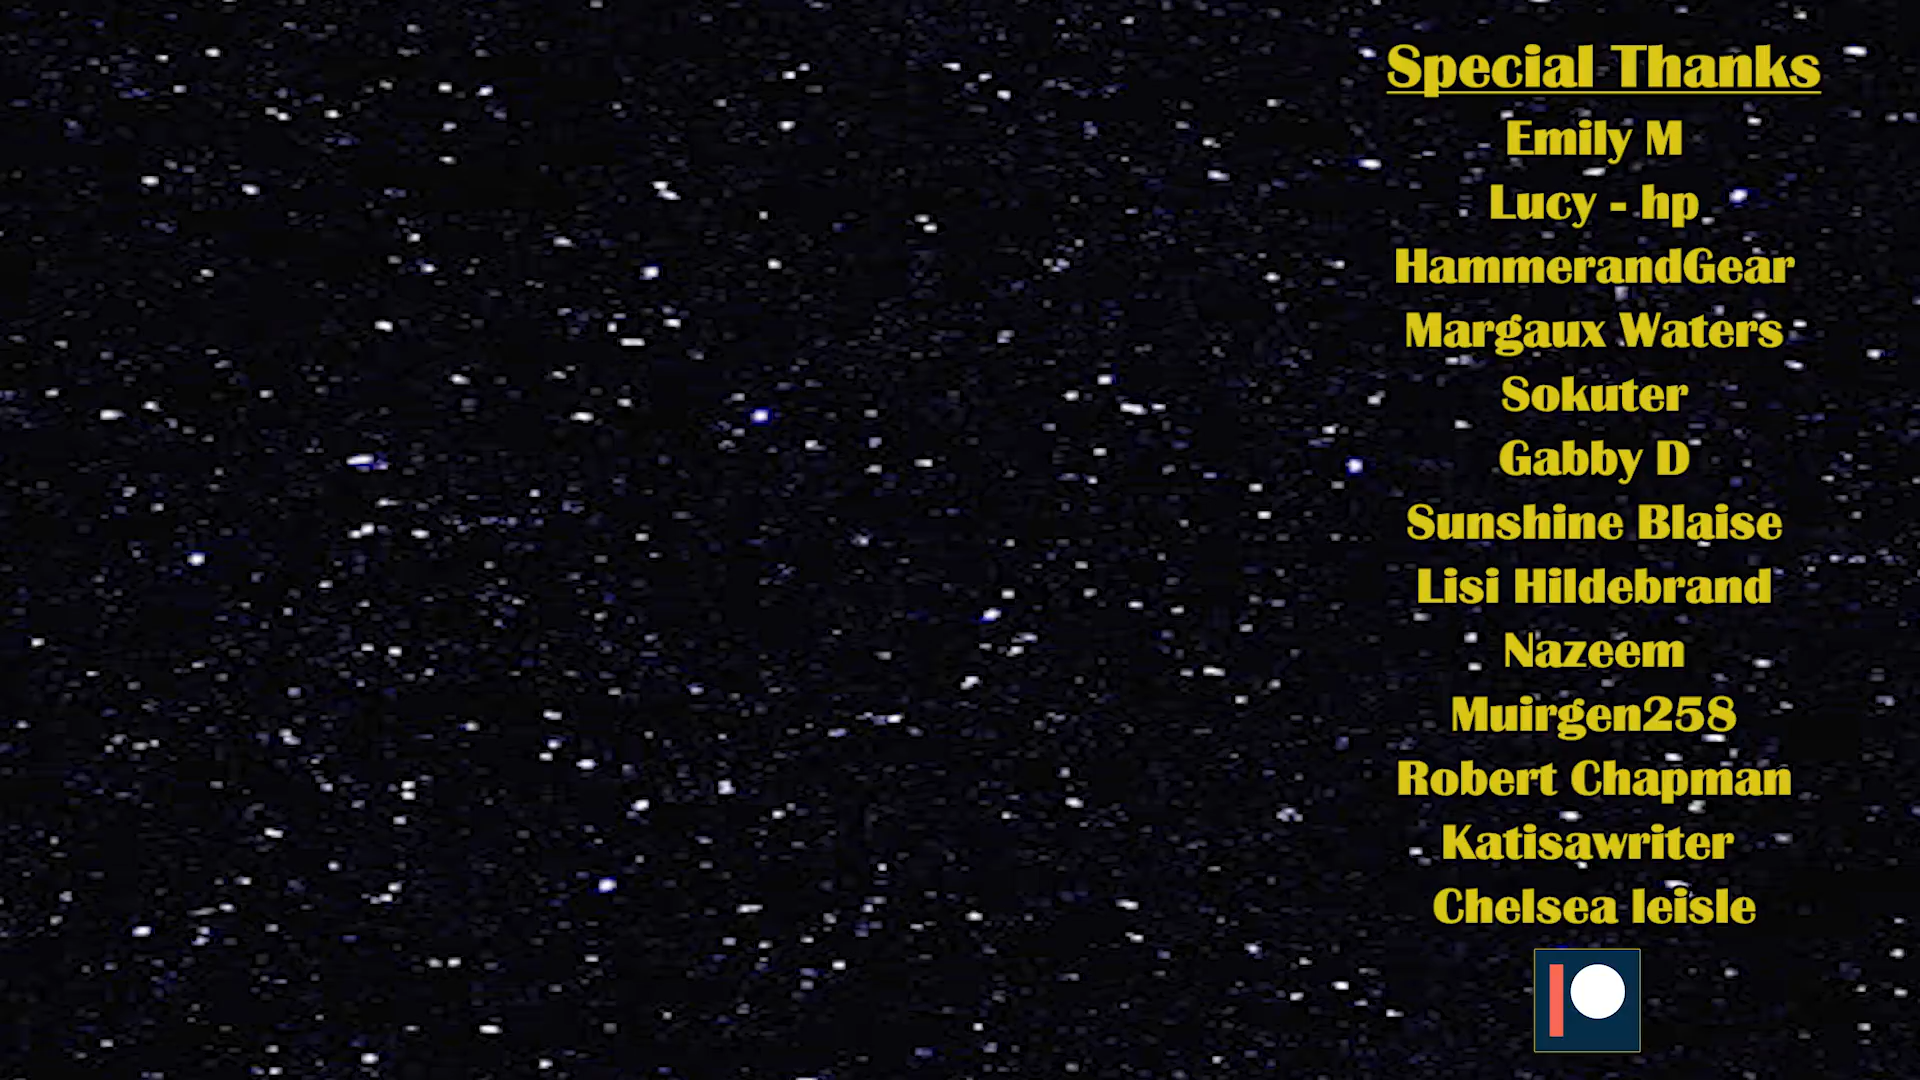 Special Thanks
Emily M
Lucy - hp
HammerandGear
Margaux Waters
Sokuter
Gabby D
Sunshine Blaise
Lisi Hildebrand
Nazeem
Muirgen258
Robert Chapman
Katisawriter
Chelsea leisle